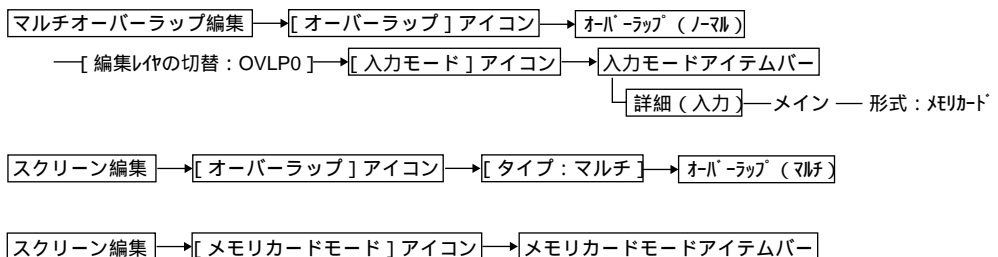 マルチオーバーラップ編集 [ オーバーラップ ] アイコン オーバーラップ ( ノーマル )
[ 編集レイヤの切替：OVLP0 ] [ 入力モード ] アイコン 入力モードアイテムバー
詳細 ( 入力 ) メイン 形式：メモリカード
スクリーン編集 [ オーバーラップ ] アイコン [ タイプ：マルチ ] オーバーラップ ( マルチ )
スクリーン編集 [ メモリカードモード ] アイコン メモリカードモードアイテムバー